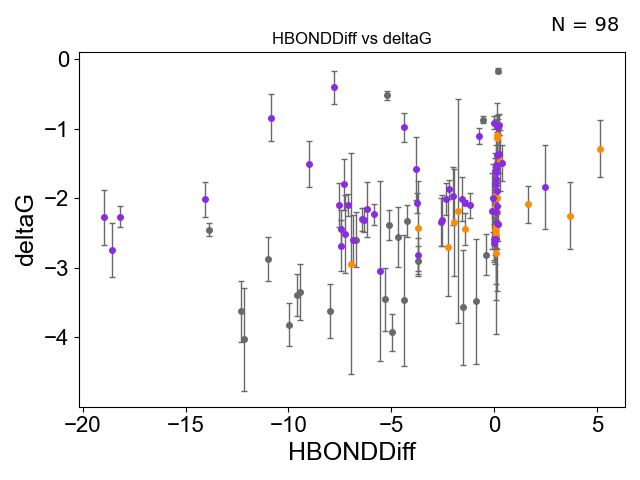 N = 98
HBONDDiff vs deltaG
deltaG
0
−1
−2
−3
−4
−20 −15 −10 −5 0 5
HBONDDiff